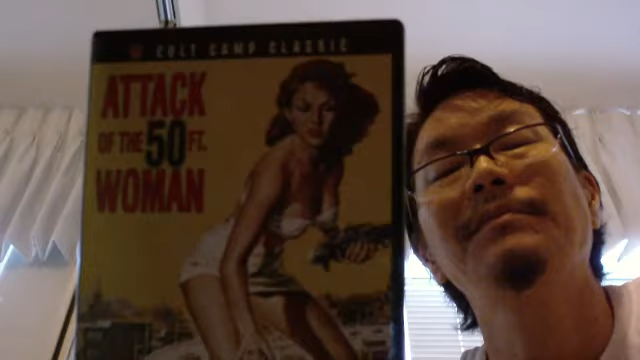 CULT CAMP CLASSIC
ATTACK
OF THE 50 FT.
WOMAN